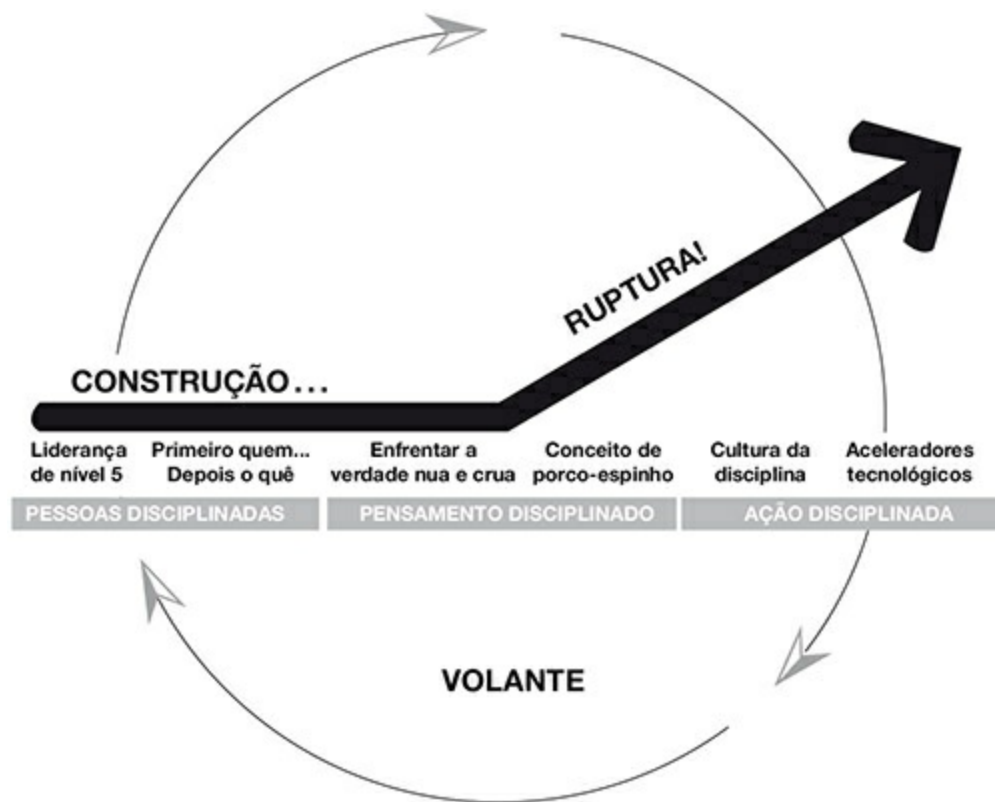 RUPTURA!
CONSTRUÇÃO...
Liderança
de nível 5
Primeiro quem...
Depois o quê
Enfrentar a
verdade nua e crua
Conceito de
porco-espinho
Cultura da
disciplina
Aceleradores
tecnológicos
PESSOAS DISCIPLINADAS
PENSAMENTO DISCIPLINADO
AÇÃO DISCIPLINADA
VOLANTE